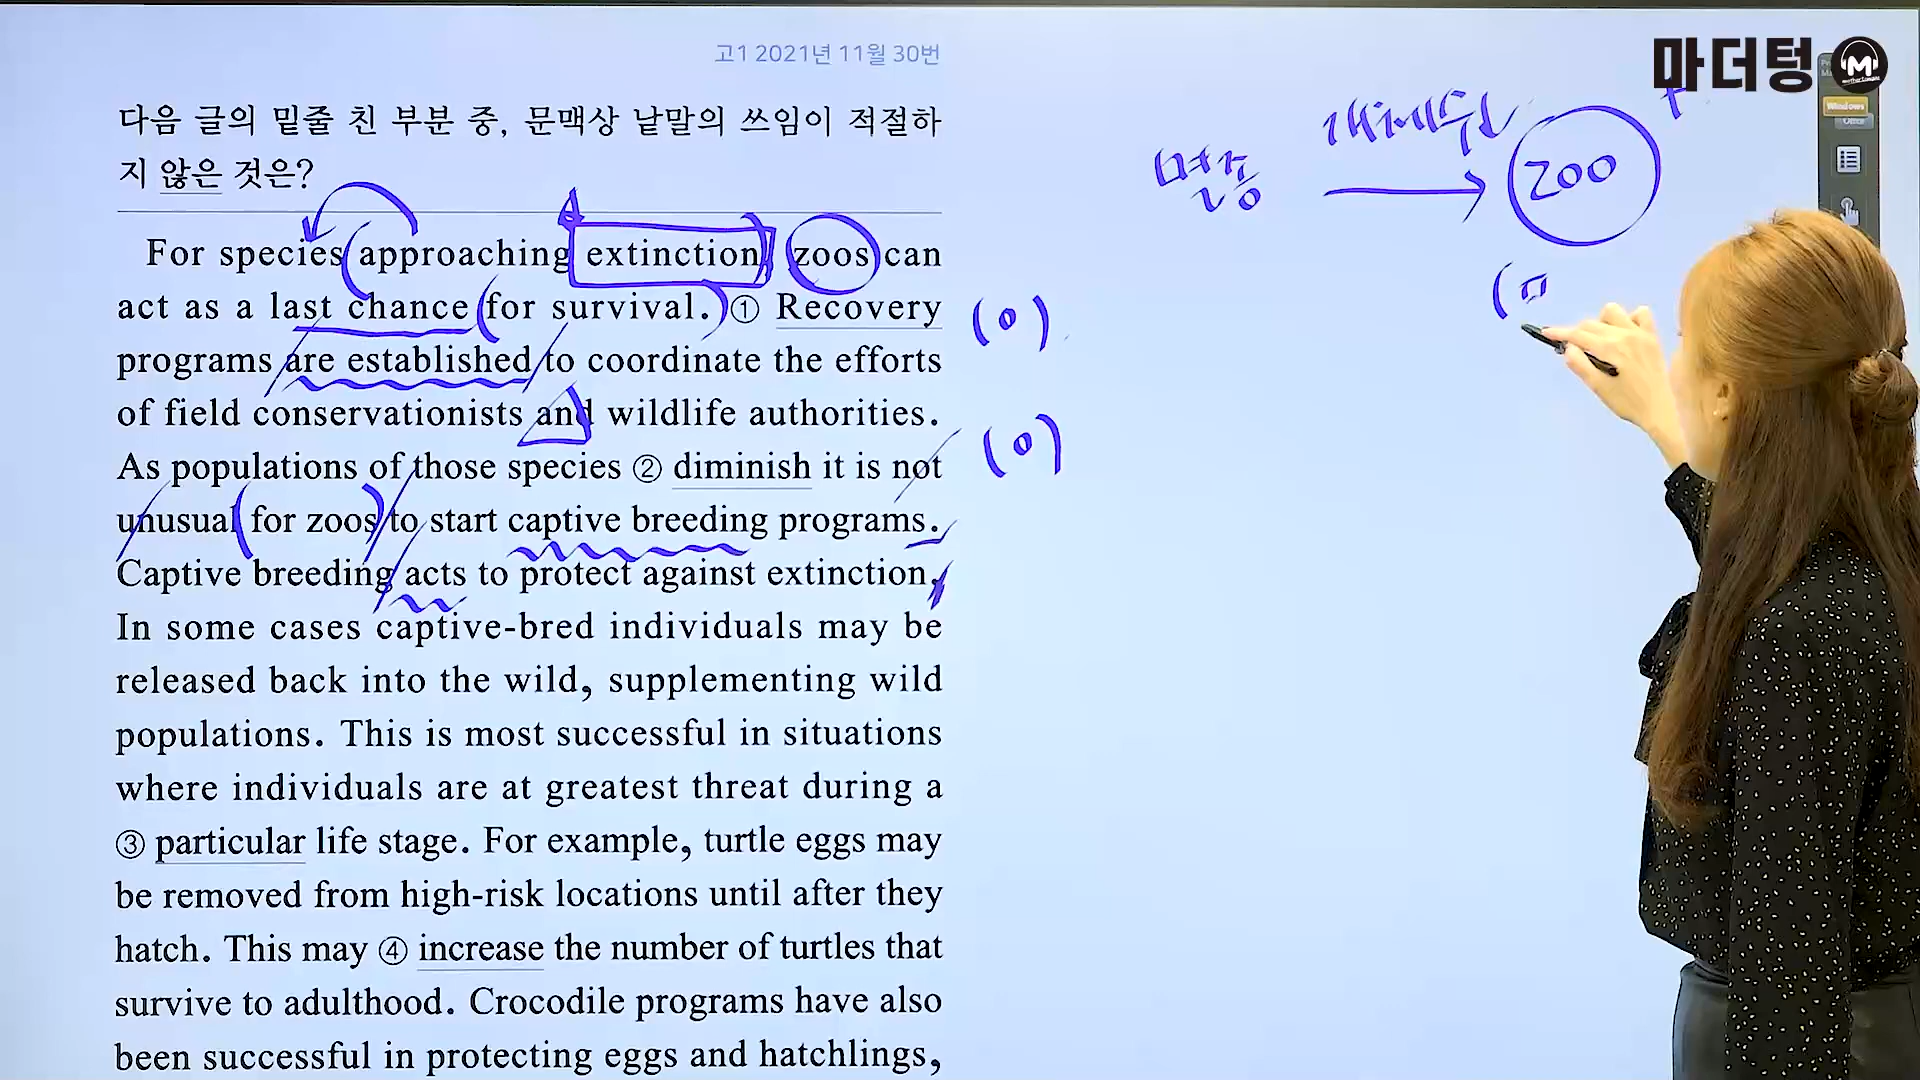 고1 2021년 11월 30번
마더텅
다음 글의 밑줄 친 부분 중, 문맥상 낱말의 쓰임이 적절하
지 않은 것은?
For species approaching extinction, zoos can
act as a last chance for survival. ① Recovery
programs are established to coordinate the efforts
of field conservationists and wildlife authorities.
As populations of those species ② diminish it is not
unusual for zoos to start captive breeding programs.
Captive breeding acts to protect against extinction.
In some cases captive-bred individuals may be
released back into the wild, supplementing wild
populations. This is most successful in situations
where individuals are at greatest threat during a
③ particular life stage. For example, turtle eggs may
be removed from high-risk locations until after they
hatch. This may ④ increase the number of turtles that
survive to adulthood. Crocodile programs have also
been successful in protecting eggs and hatchlings,
(0)
(0)
멸종
개체수
ZOO
Windows